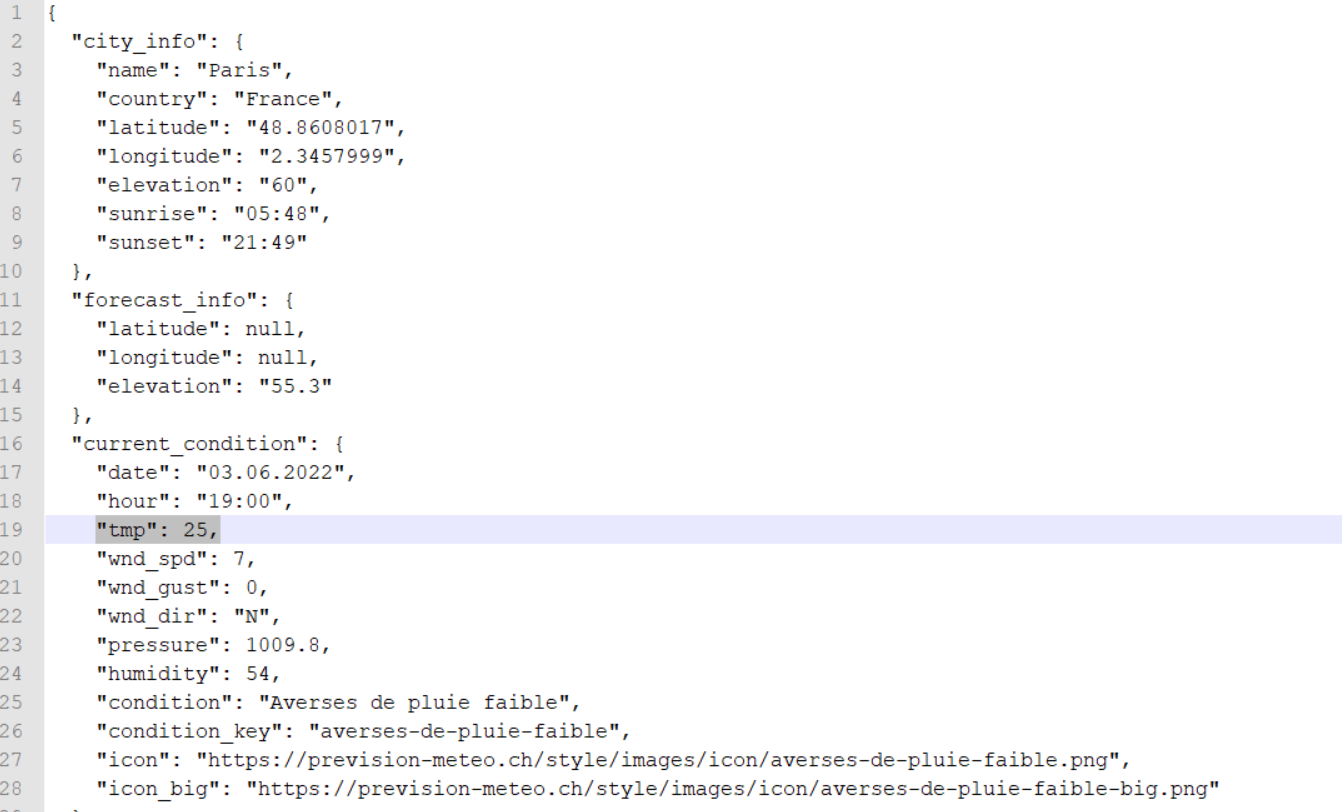 1 {
2 "city_info": {
3 "name": "Paris",
4 "country": "France",
5 "latitude": "48.8608017",
6 "longitude": "2.3457999",
7 "elevation": "60",
8 "sunrise": "05:48",
9 "sunset": "21:49"
10 },
11 "forecast_info": {
12 "latitude": null,
13 "longitude": null,
14 "elevation": "55.3"
15 },
16 "current_condition": {
17 "date": "03.06.2022",
18 "hour": "19:00",
19 "tmp": 25,
20 "wnd_spd": 7,
21 "wnd_gust": 0,
22 "wnd_dir": "N",
23 "pressure": 1009.8,
24 "humidity": 54,
25 "condition": "Averses de pluie faible",
26 "condition_key": "averses-de-pluie-faible",
27 "icon": "https://prevision-meteo.ch/style/images/icon/averses-de-pluie-faible.png",
28 "icon_big": "https://prevision-meteo.ch/style/images/icon/averses-de-pluie-faible-big.png"